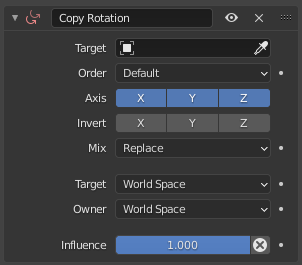 Copy Rotation
Target
Order Default
Axis X Y Z
Invert X Y Z
Mix Replace
Target World Space
Owner World Space
Influence 1.000